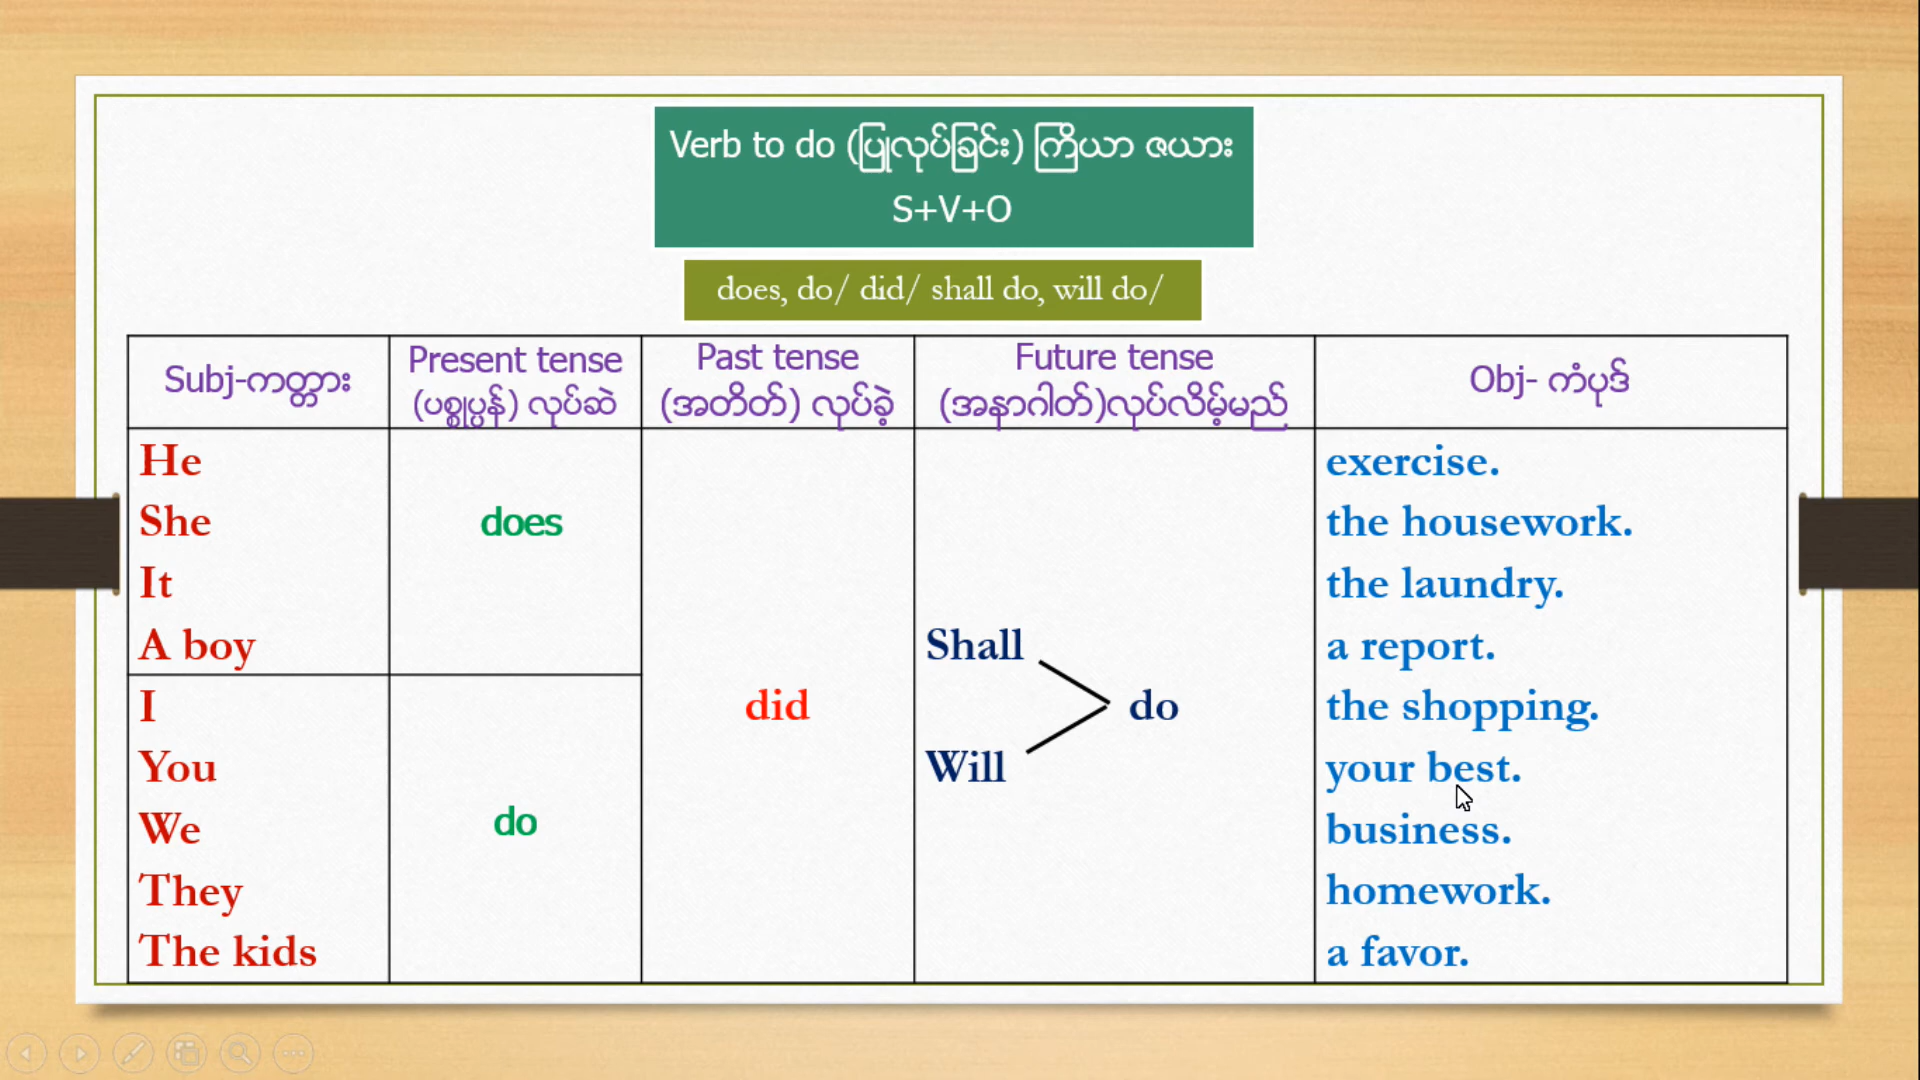 Verb to do (ပြုလုပ်ခြင်း) ကြိယာ ဇယား
S+V+O
does, do/ did/ shall do, will do/
Subj-ကတ္တား
Present tense
(ပစ္စုပ္ပန်) လုပ်ဆဲ
Past tense
(အတိတ်) လုပ်ခဲ့
Future tense
(အနာဂါတ်)လုပ်လိမ့်မည်
Obj- ကံပုဒ်
He
She
It
A boy
does
I
You
We
They
The kids
do
did
Shall
Will
do
exercise.
the housework.
the laundry.
a report.
the shopping.
your best.
business.
homework.
a favor.